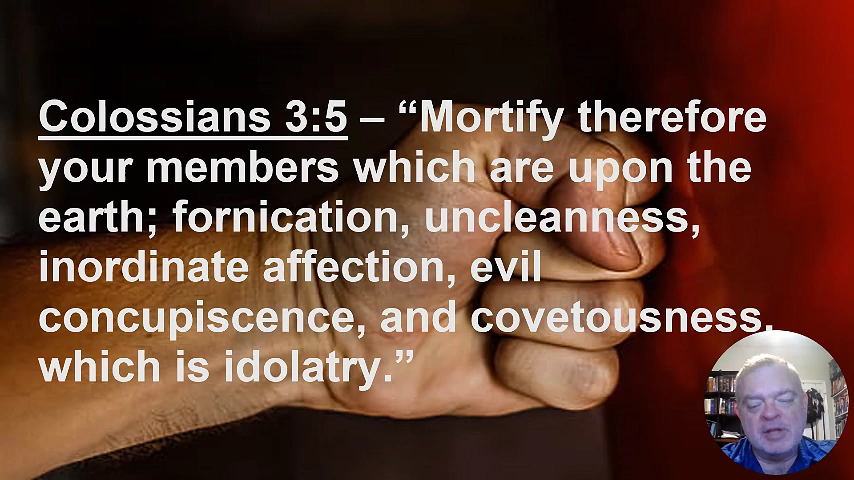 Colossians 3:5 – “Mortify therefore
your members which are upon the
earth; fornication, uncleanness,
inordinate affection, evil
concupiscence, and covetousness,
which is idolatry.”